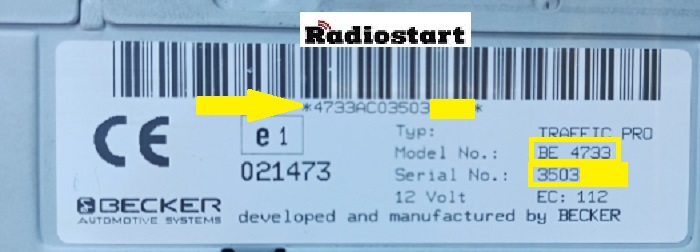 Radiostart
*4733AC03503 *
CE
e 1
021473
Typ: TRAFFIC PRO
Model No.: BE 4733
Serial No.: 3503
12 Volt EC: 112
BECKER
AUTOMOTIVE SYSTEMS
developed and manufactured by BECKER